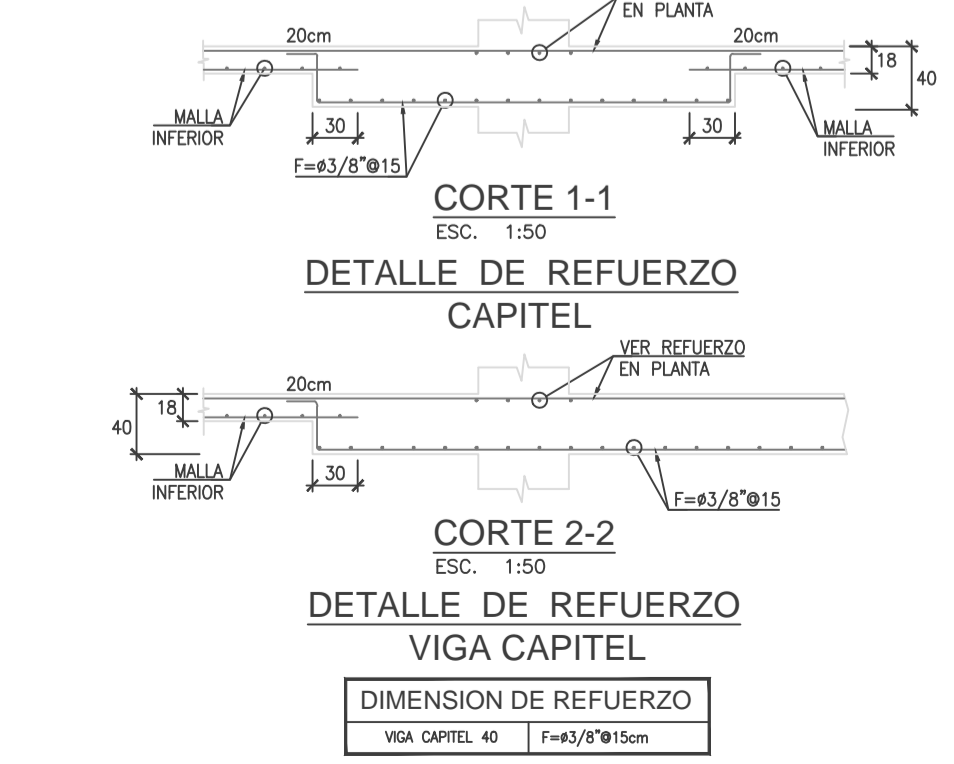 EN PLANTA
20cm
20cm
18
40
MALLA
INFERIOR
30
30
MALLA
INFERIOR
F=ø3/8"@15
CORTE 1-1
ESC. 1:50
DETALLE DE REFUERZO
CAPITEL
VER REFUERZO
EN PLANTA
20cm
18
40
MALLA
INFERIOR
30
F=ø3/8"@15
CORTE 2-2
ESC. 1:50
DETALLE DE REFUERZO
VIGA CAPITEL
DIMENSION DE REFUERZO
VIGA CAPITEL 40 F=ø3/8"@15cm